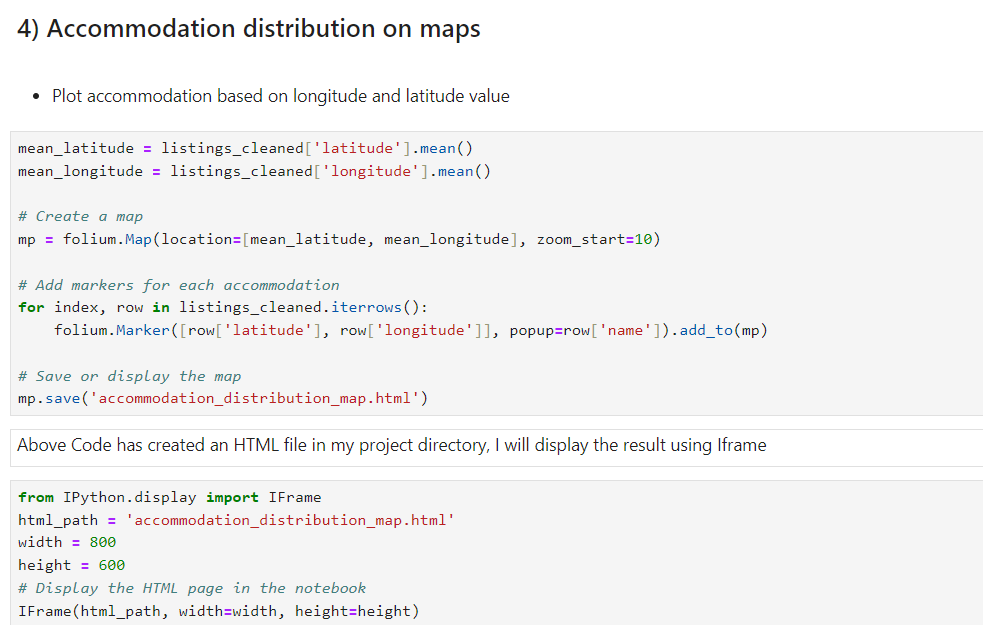 4) Accommodation distribution on maps
• Plot accommodation based on longitude and latitude value
mean_latitude = listings_cleaned['latitude'].mean()
mean_longitude = listings_cleaned['longitude'].mean()
# Create a map
mp = folium.Map(location=[mean_latitude, mean_longitude], zoom_start=10)
# Add markers for each accommodation
for index, row in listings_cleaned.iterrows():
    folium.Marker([row['latitude'], row['longitude']], popup=row['name']).add_to(mp)
# Save or display the map
mp.save('accommodation_distribution_map.html')
Above Code has created an HTML file in my project directory, I will display the result using Iframe
from IPython.display import IFrame
html_path = 'accommodation_distribution_map.html'
width = 800
height = 600
# Display the HTML page in the notebook
IFrame(html_path, width=width, height=height)